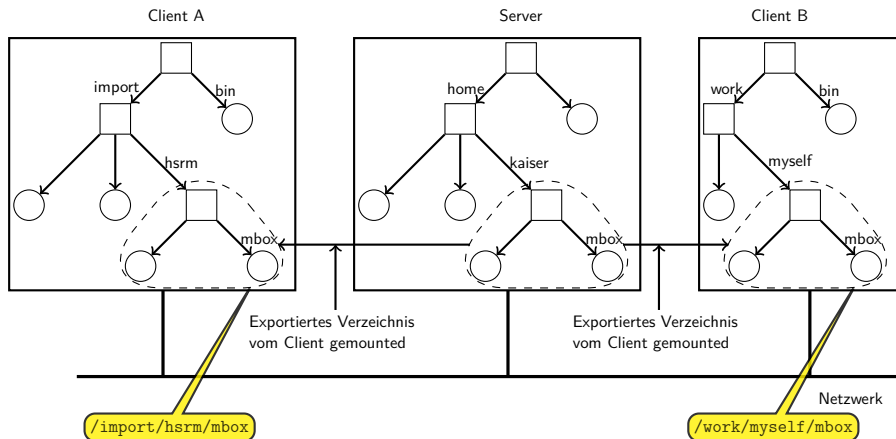 Client A
Server
Client B
import
bin
hsrm
mbox
home
kaiser
mbox
work
bin
myself
mbox
Exportiertes Verzeichnis
vom Client gemounted
Exportiertes Verzeichnis
vom Client gemounted
Netzwerk
/import/hsrm/mbox
/work/myself/mbox